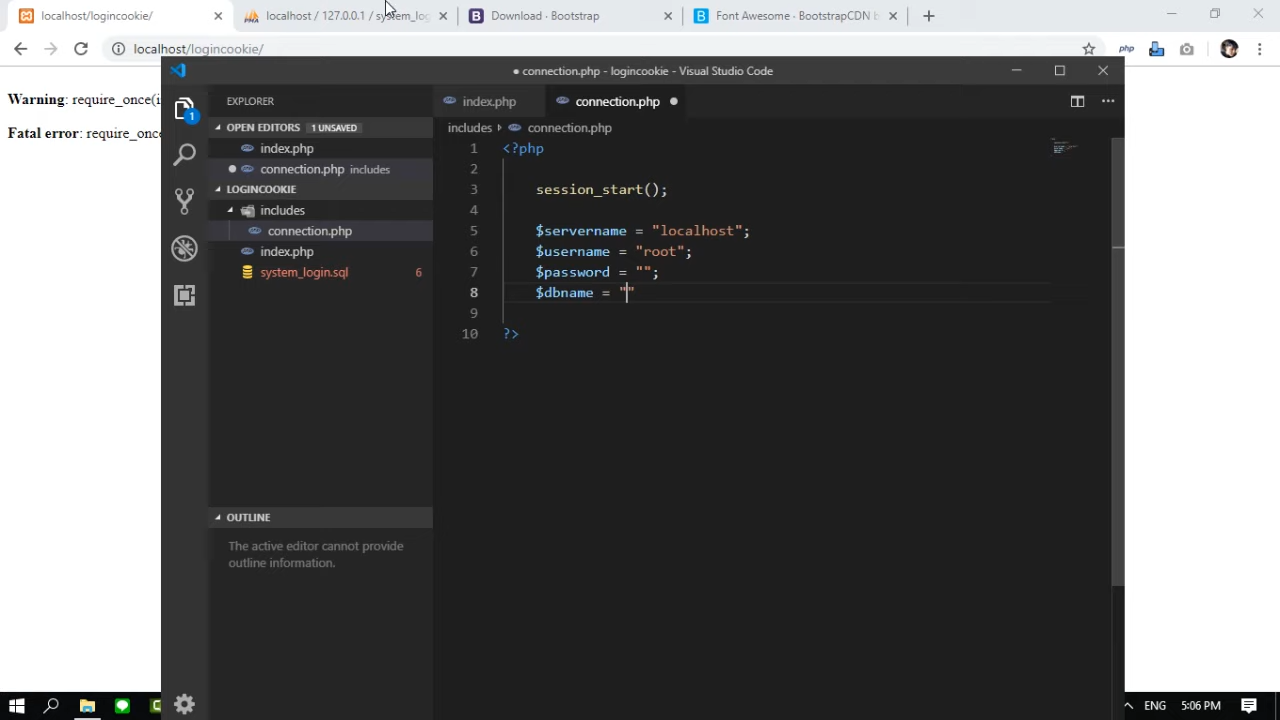 localhost/logincookie/
localhost / 127.0.0.1 / system_log
Download · Bootstrap
Font Awesome · BootstrapCDN b
localhost/logincookie/
php
Warning: require_once(i
Fatal error: require_once
● connection.php - logincookie - Visual Studio Code
EXPLORER
index.php
connection.php
OPEN EDITORS 1 UNSAVED
includes connection.php
index.php
connection.php includes
LOGINCOOKIE
includes
connection.php
index.php
system_login.sql 6
1
1 <?php
2
3 session_start();
4
5 $servername = "localhost";
6 $username = "root";
7 $password = "";
8 $dbname = ""
9
10 ?>
OUTLINE
The active editor cannot provide
outline information.
ENG 5:06 PM